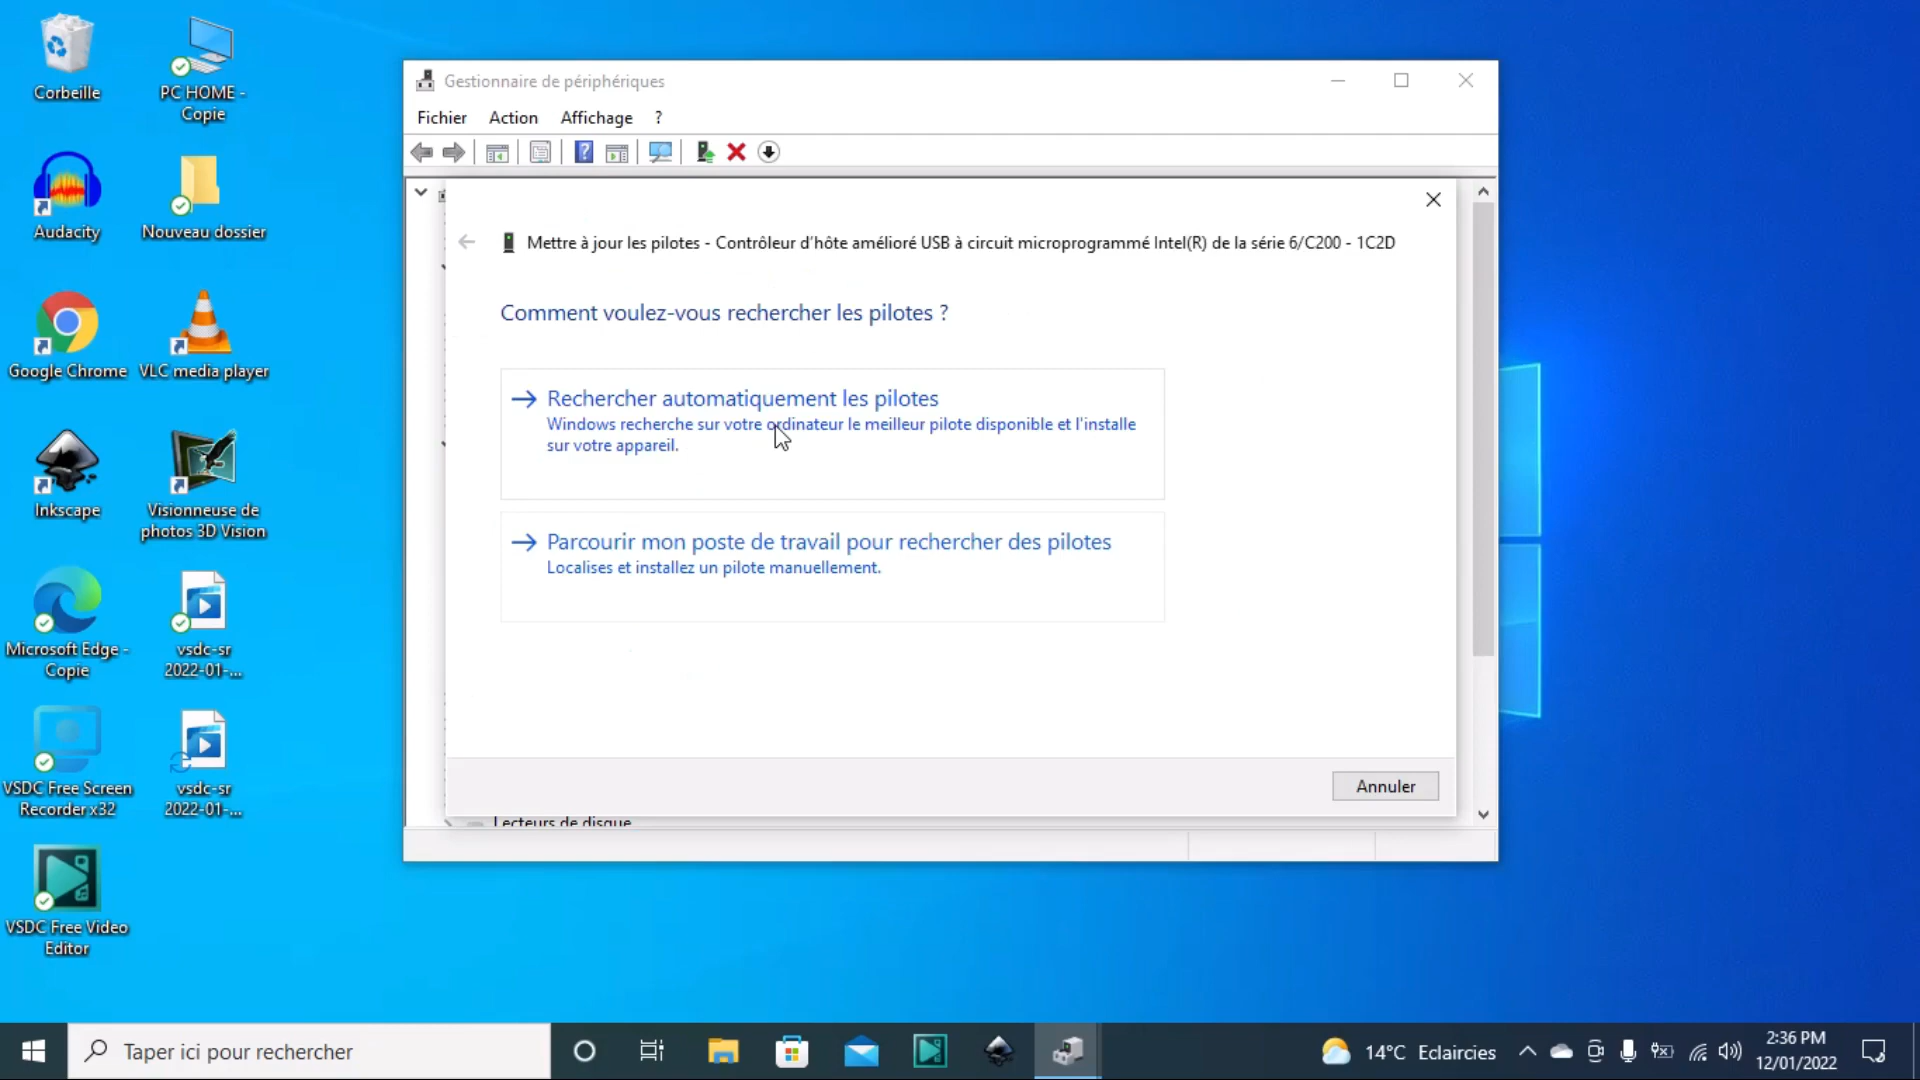 Corbeille
PC HOME -
Copie
Audacity
Nouveau dossier
Google Chrome
VLC media player
Inkscape
Visionneuse de
photos 3D Vision
Microsoft Edge -
Copie
vsdc-sr
2022-01-...
VSDC Free Screen
Recorder x32
vsdc-sr
2022-01-...
VSDC Free Video
Editor
Gestionnaire de périphériques
Fichier Action Affichage ?
Mettre à jour les pilotes - Contrôleur d'hôte amélioré USB à circuit microprogrammé Intel(R) de la série 6/C200 - 1C2D
Comment voulez-vous rechercher les pilotes ?
Rechercher automatiquement les pilotes
Windows recherche sur votre ordinateur le meilleur pilote disponible et l'installe
sur votre appareil.
Parcourir mon poste de travail pour rechercher des pilotes
Localises et installez un pilote manuellement.
Annuler
Lecteurs de disque
Taper ici pour rechercher
14°C Eclaircies
2:36 PM
12/01/2022